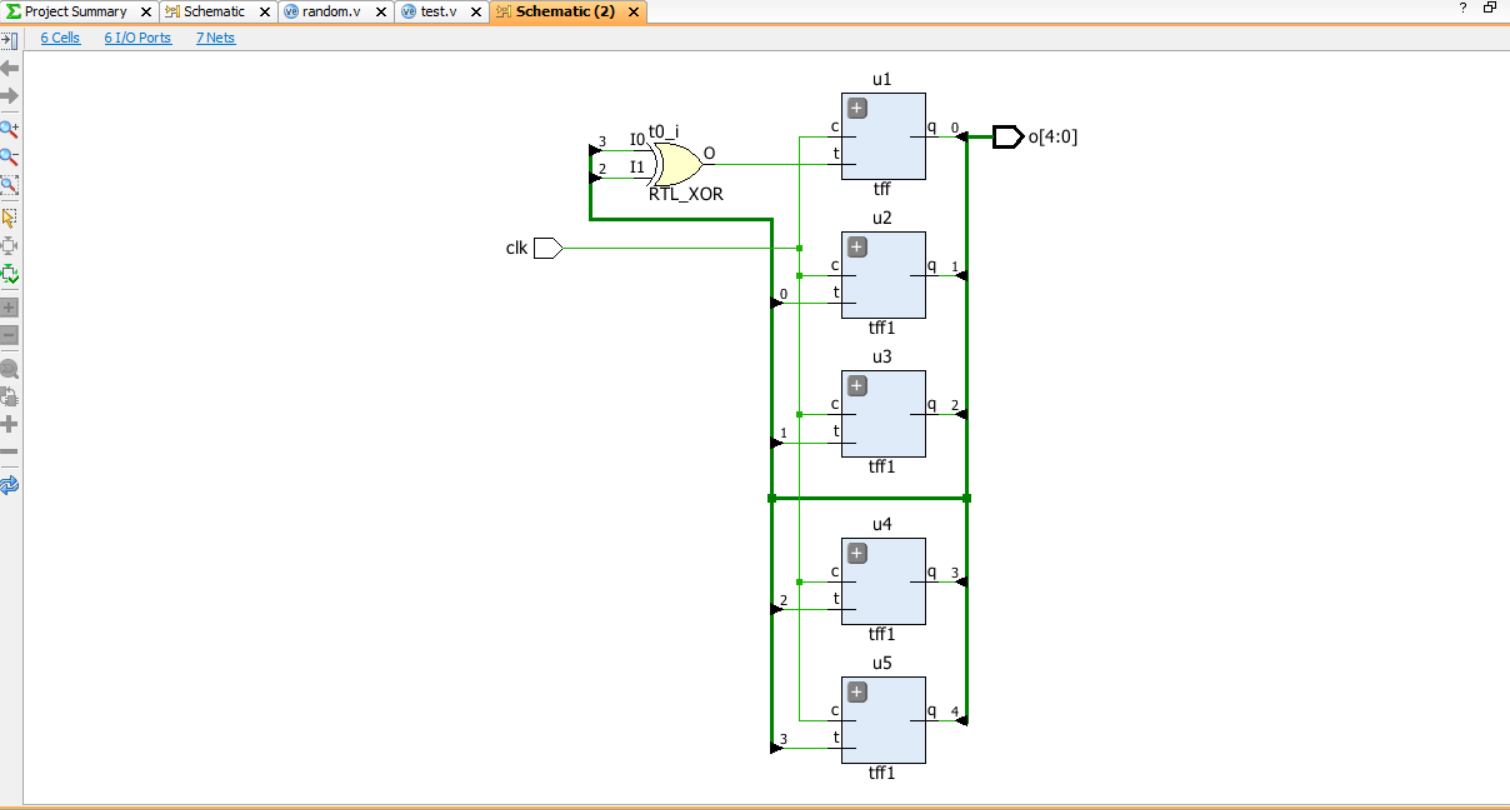 Project Summary Schematic random.v test.v Schematic (2) ?
6 Cells 6 I/O Ports 7 Nets
u1
c q 0 o[4:0]
t
tff
3 I0 t0_i O
2 I1
RTL_XOR
clk
u2
c q 1
0 t
tff1
u3
c q 2
1 t
tff1
u4
c q 3
2 t
tff1
u5
c q 4
3 t
tff1